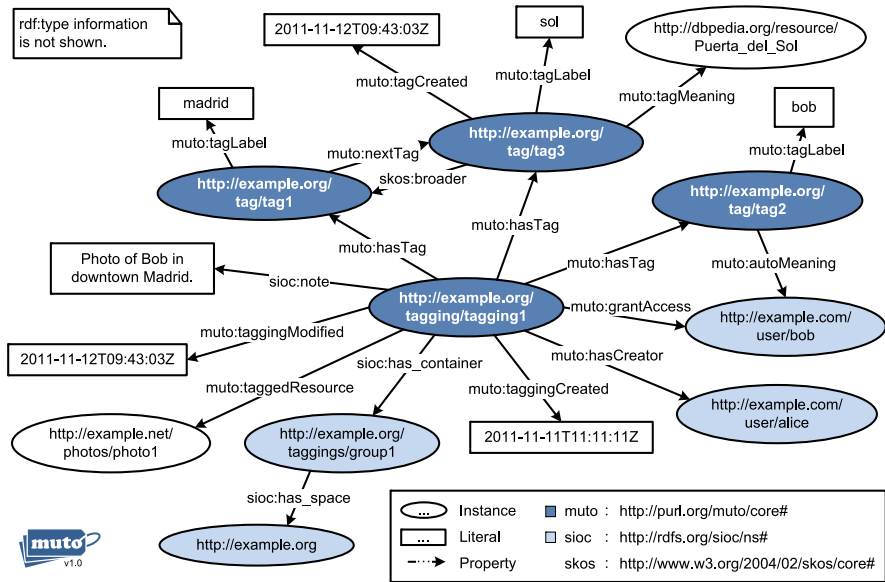 rdf:type information
is not shown.
2011-11-12T09:43:03Z
sol
http://dbpedia.org/resource/
Puerta_del_Sol
muto:tagCreated
muto:tagLabel
muto:tagMeaning
madrid
bob
muto:tagLabel
muto:nextTag
http://example.org/
tag/tag3
muto:tagLabel
skos:broader
http://example.org/
tag/tag1
http://example.org/
tag/tag2
muto:hasTag
muto:hasTag
muto:hasTag
muto:autoMeaning
Photo of Bob in
downtown Madrid.
sioc:note
http://example.org/
tagging/tagging1
muto:grantAccess
http://example.com/
user/bob
muto:taggingModified
2011-11-12T09:43:03Z
sioc:has_container
muto:hasCreator
muto:taggedResource
muto:taggingCreated
http://example.com/
user/alice
http://example.net/
photos/photo1
http://example.org/
taggings/group1
2011-11-11T11:11:11Z
sioc:has_space
http://example.org
... Instance
muto : http://purl.org/muto/core#
... Literal
sioc : http://rdfs.org/sioc/ns#
Property
skos : http://www.w3.org/2004/02/skos/core#
muto
v1.0